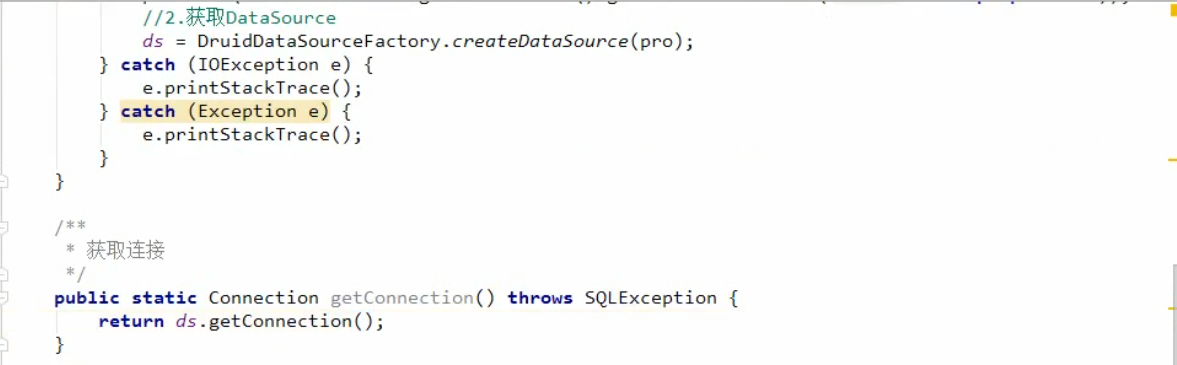 //2.获取DataSource
ds = DruidDataSourceFactory.createDataSource(pro);
} catch (IOException e) {
e.printStackTrace();
} catch (Exception e) {
e.printStackTrace();
}
}
/**
* 获取连接
*/
public static Connection getConnection() throws SQLException {
return ds.getConnection();
}